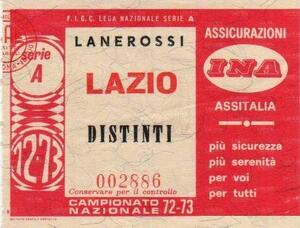 F.I.G.C. LEGA NAZIONALE SERIE A
serie
A
LANEROSSI
LAZIO
DISTINTI
002886
Conservare per il controllo
CAMPIONATO
NAZIONALE 72-73
72-73
ASSICURAZIONI
INA
ASSITALIA
più sicurezza
più serenità
per voi
per tutti